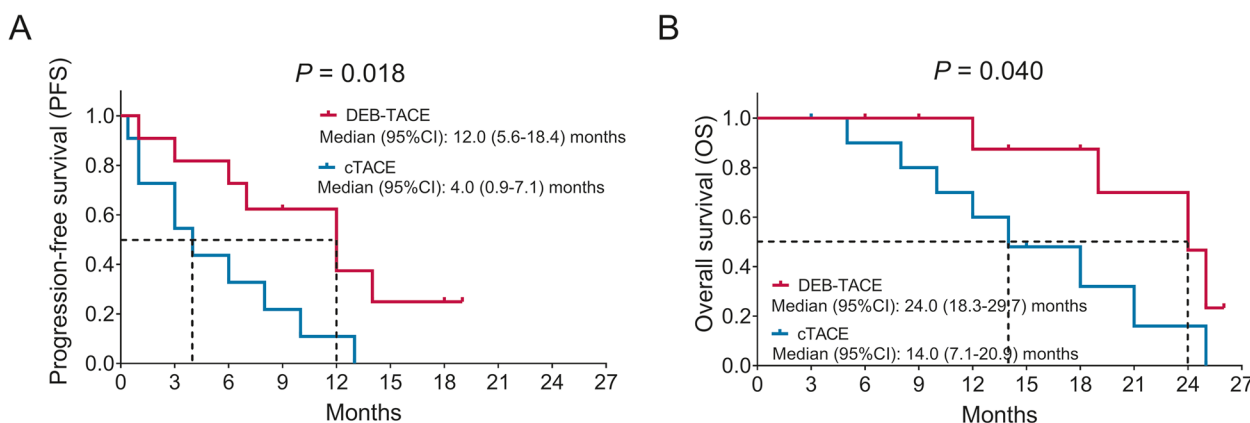 A
P = 0.018
Progression-free survival (PFS)
1.0
0.8
0.6
0.4
0.2
0.0
DEB-TACE
Median (95%CI): 12.0 (5.6-18.4) months
cTACE
Median (95%CI): 4.0 (0.9-7.1) months
0 3 6 9 12 15 18 21 24 27
Months
B
P = 0.040
Overall survival (OS)
1.0
0.8
0.6
0.4
0.2
0.0
DEB-TACE
Median (95%CI): 24.0 (18.3-29.7) months
cTACE
Median (95%CI): 14.0 (7.1-20.9) months
0 3 6 9 12 15 18 21 24 27
Months